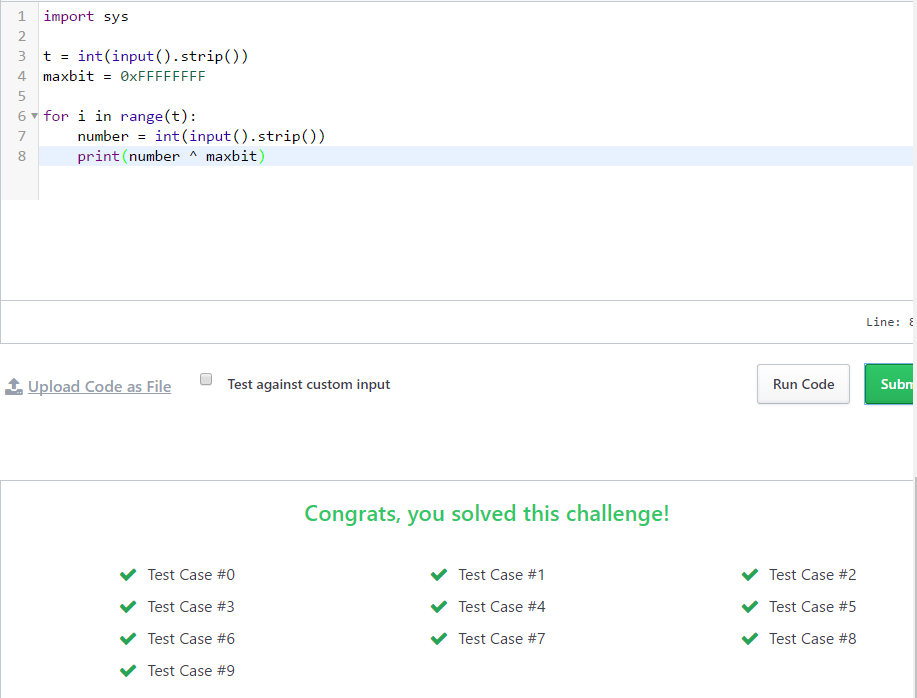 1 import sys
2
3 t = int(input().strip())
4 maxbit = 0xFFFFFFFF
5
6 for i in range(t):
7     number = int(input().strip())
8     print(number ^ maxbit)
Line: 8
Upload Code as File Test against custom input Run Code Subm
Congrats, you solved this challenge!
Test Case #0 Test Case #1 Test Case #2
Test Case #3 Test Case #4 Test Case #5
Test Case #6 Test Case #7 Test Case #8
Test Case #9